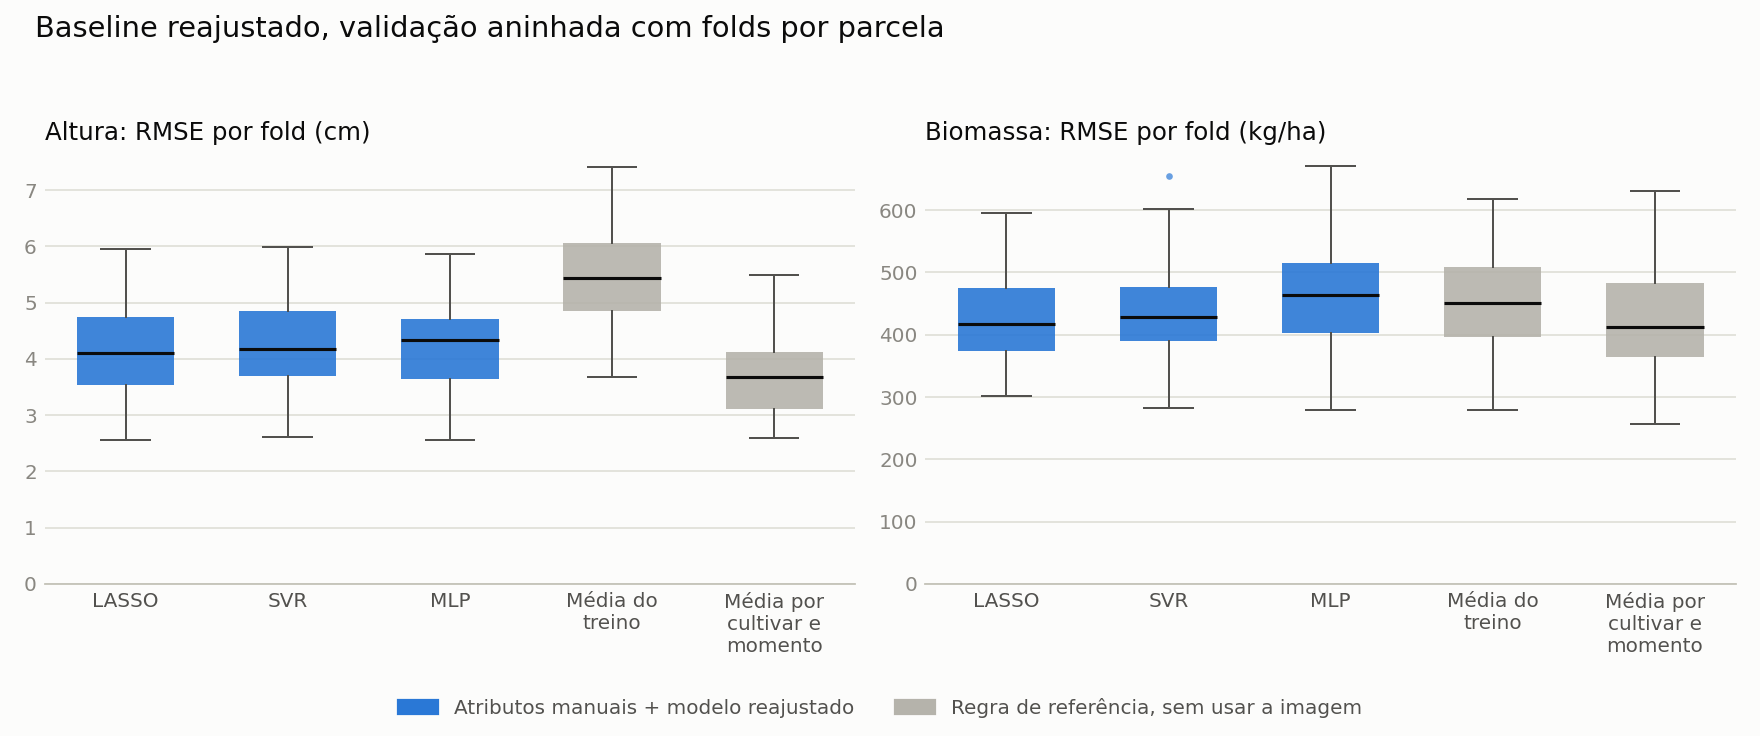 Baseline reajustado, validação aninhada com folds por parcela
Altura: RMSE por fold (cm)
7
6
5
4
3
2
1
0
LASSO
SVR
MLP
Média do
treino
Média por
cultivar e
momento
Biomassa: RMSE por fold (kg/ha)
600
500
400
300
200
100
0
LASSO
SVR
MLP
Média do
treino
Média por
cultivar e
momento
Atributos manuais + modelo reajustado
Regra de referência, sem usar a imagem